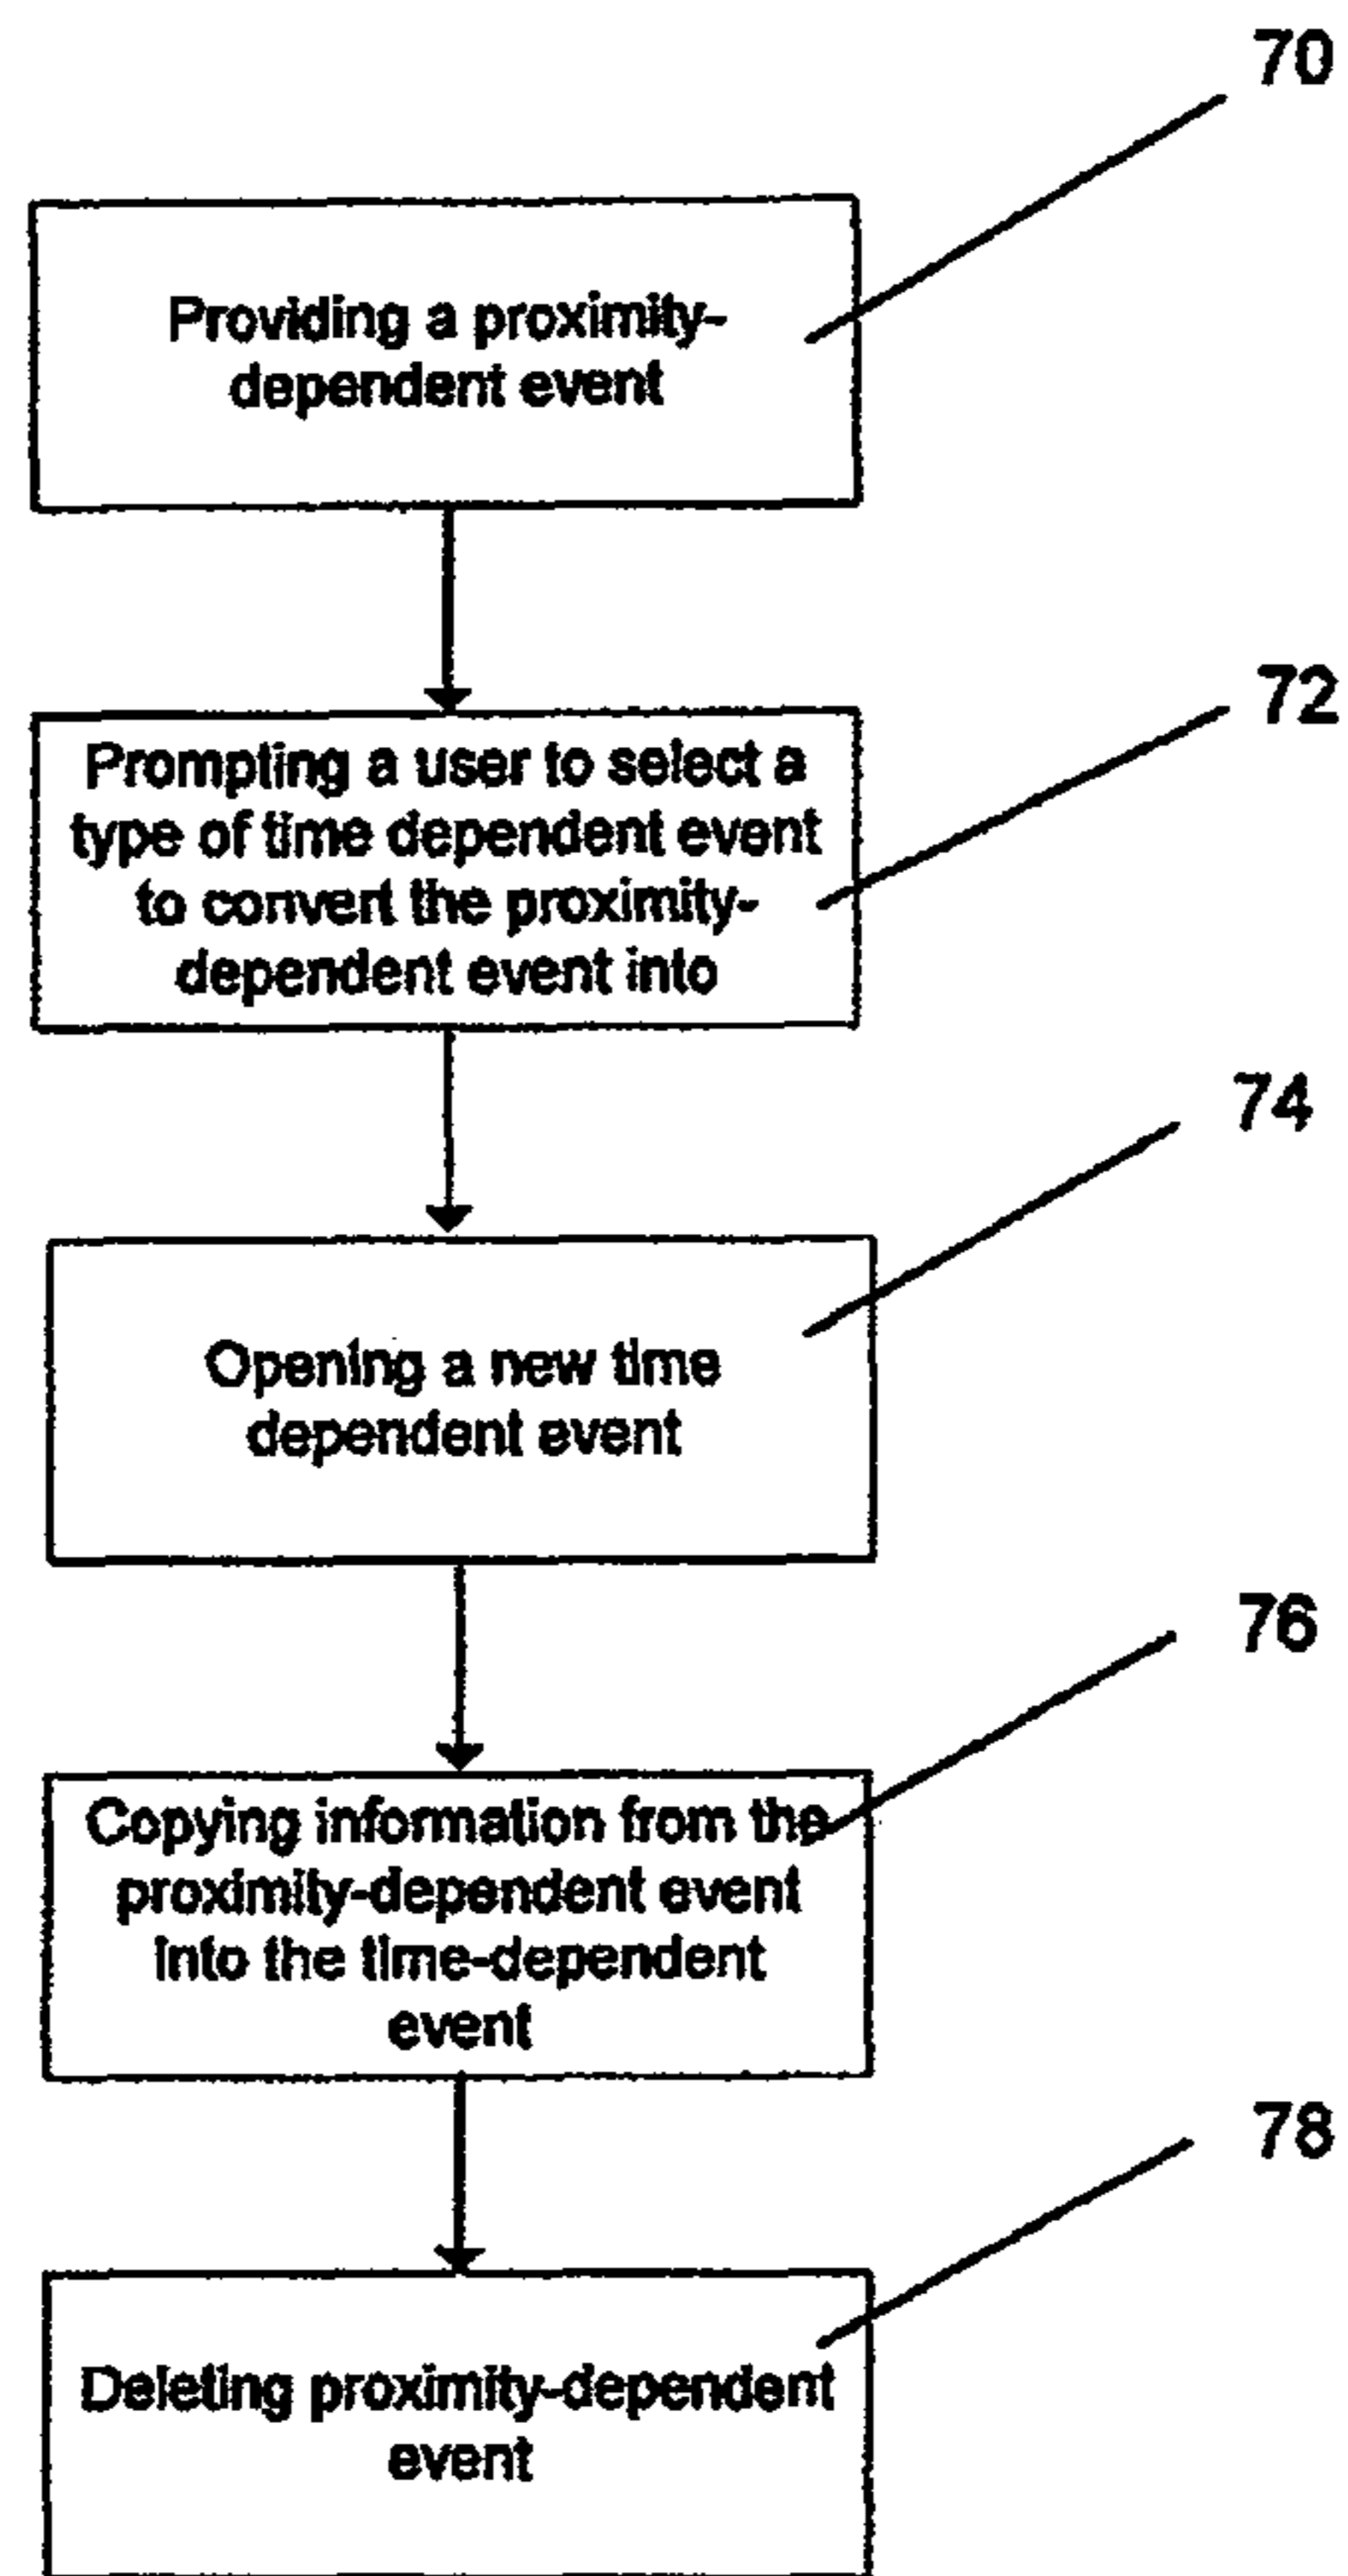 70
Providing a proximity-
dependent event
72
Prompting a user to select a
type of time dependent event
to convert the proximity-
dependent event into
74
Opening a new time
dependent event
76
Copying information from the
proximity-dependent event
into the time-dependent
event
78
Deleting proximity-dependent
event